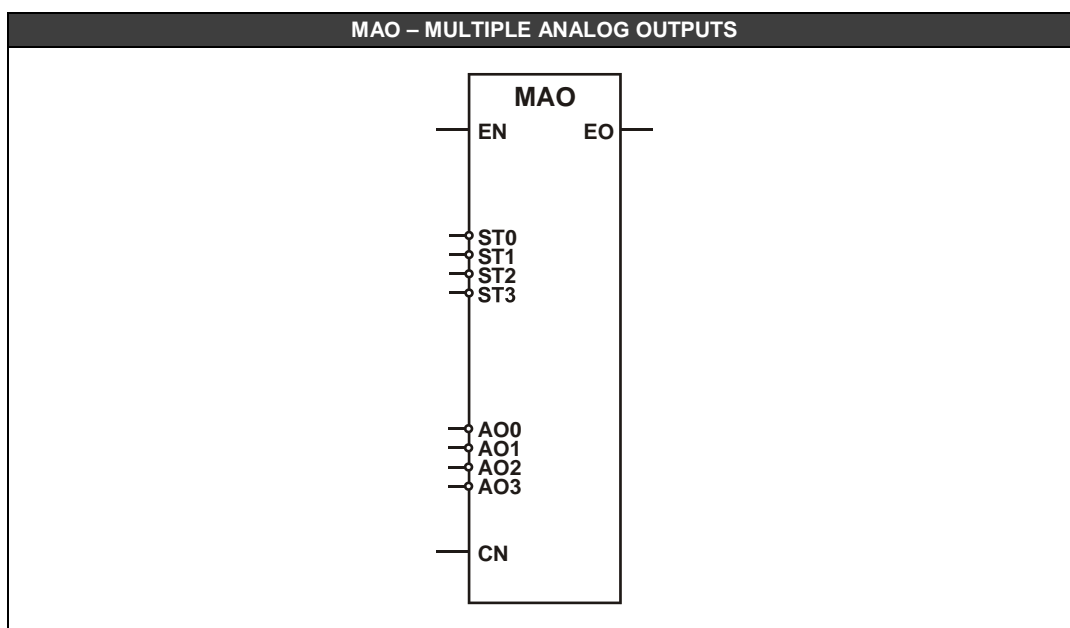 MAO – MULTIPLE ANALOG OUTPUTS
MAO
EN EO
ST0
ST1
ST2
ST3
AO0
AO1
AO2
AO3
CN